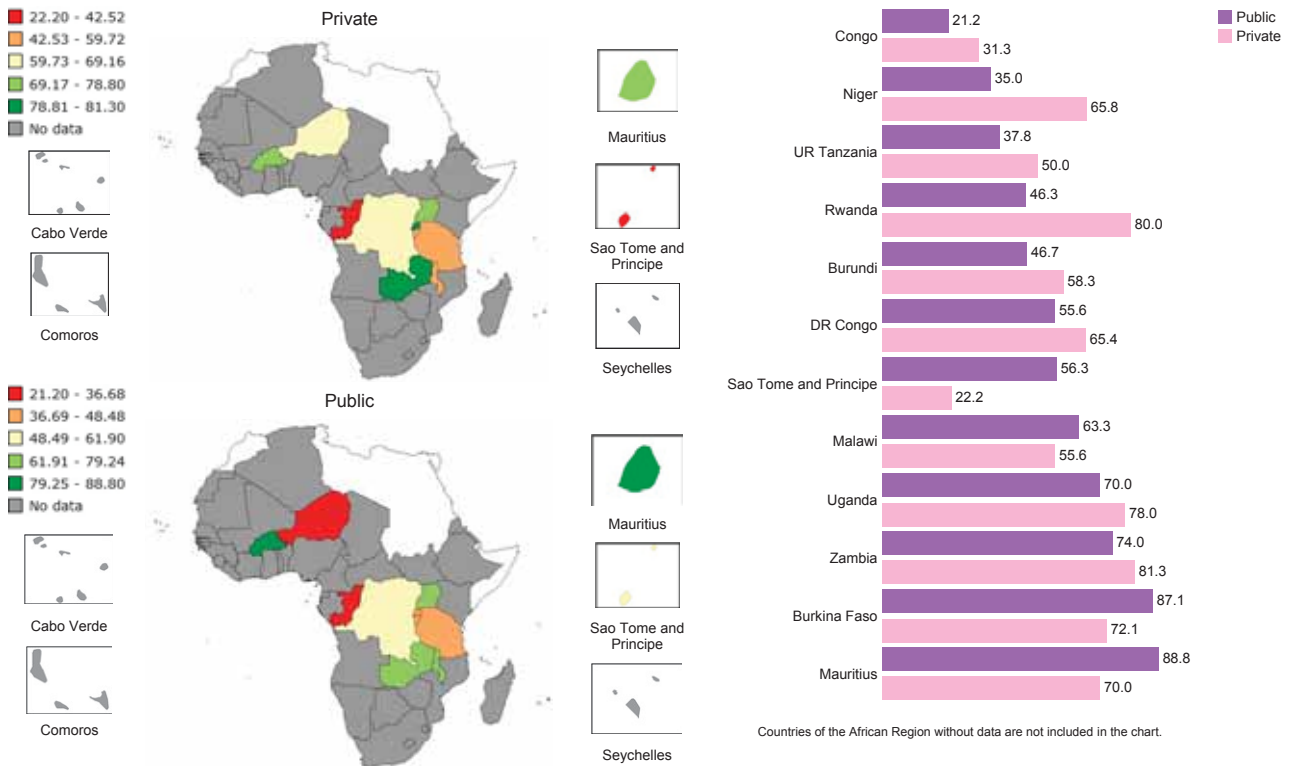 Private
22.20 - 42.52
42.53 - 59.72
59.73 - 69.16
69.17 - 78.80
78.81 - 81.30
No data
Cabo Verde
Comoros
Mauritius
Sao Tome and
Principe
Seychelles
Public
21.20 - 36.68
36.69 - 48.48
48.49 - 61.90
61.91 - 79.24
79.25 - 88.80
No data
Cabo Verde
Comoros
Mauritius
Sao Tome and
Principe
Seychelles
Public
Private
Congo
21.2
31.3
Niger
35.0
65.8
UR Tanzania
37.8
50.0
Rwanda
46.3
80.0
Burundi
46.7
58.3
DR Congo
55.6
65.4
Sao Tome and Principe
56.3
22.2
Malawi
63.3
55.6
Uganda
70.0
78.0
Zambia
74.0
81.3
Burkina Faso
87.1
72.1
Mauritius
88.8
70.0
Countries of the African Region without data are not included in the chart.